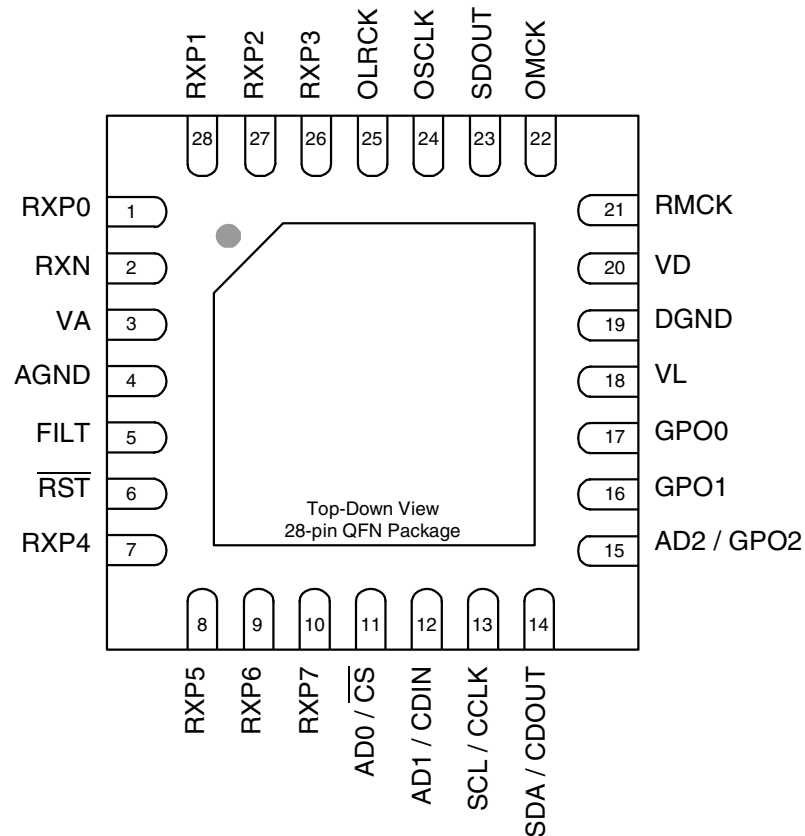 RXP1
RXP2
RXP3
OLRCK
OSCLK
SDOUT
OMCK
28
27
26
25
24
23
22
RXP0 1
RXN 2
VA 3
AGND 4
FILT 5
R̅S̅T̅ 6
RXP4 7
21 RMCK
20 VD
19 DGND
18 VL
17 GPO0
16 GPO1
15 AD2 / GPO2
Top-Down View
28-pin QFN Package
8
9
10
11
12
13
14
RXP5
RXP6
RXP7
AD0 / C̅S̅
AD1 / CDIN
SCL / CCLK
SDA / CDOUT